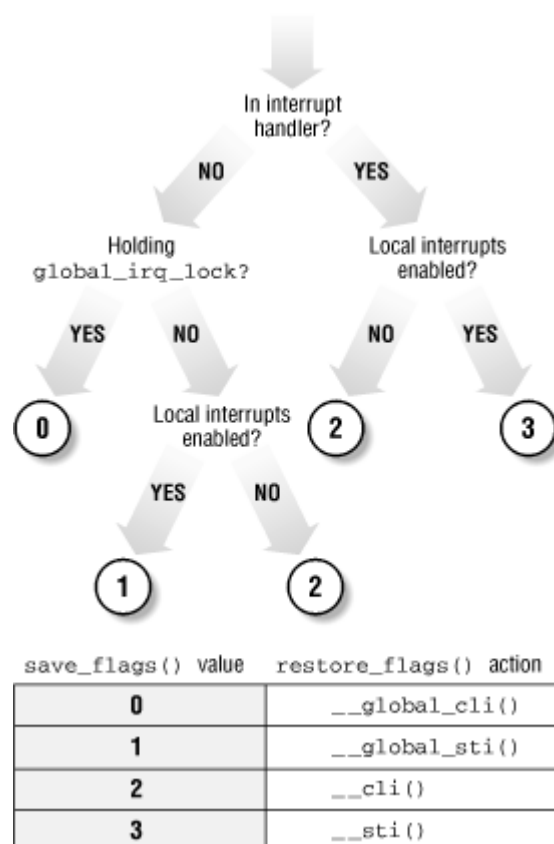 In interrupt
handler?
NO
YES
Holding
global_irq_lock?
Local interrupts
enabled?
YES
NO
NO
YES
0
Local interrupts
enabled?
2
3
YES
NO
1
2
save_flags() value restore_flags() action
0 __global_cli()
1 __global_sti()
2 __cli()
3 __sti()